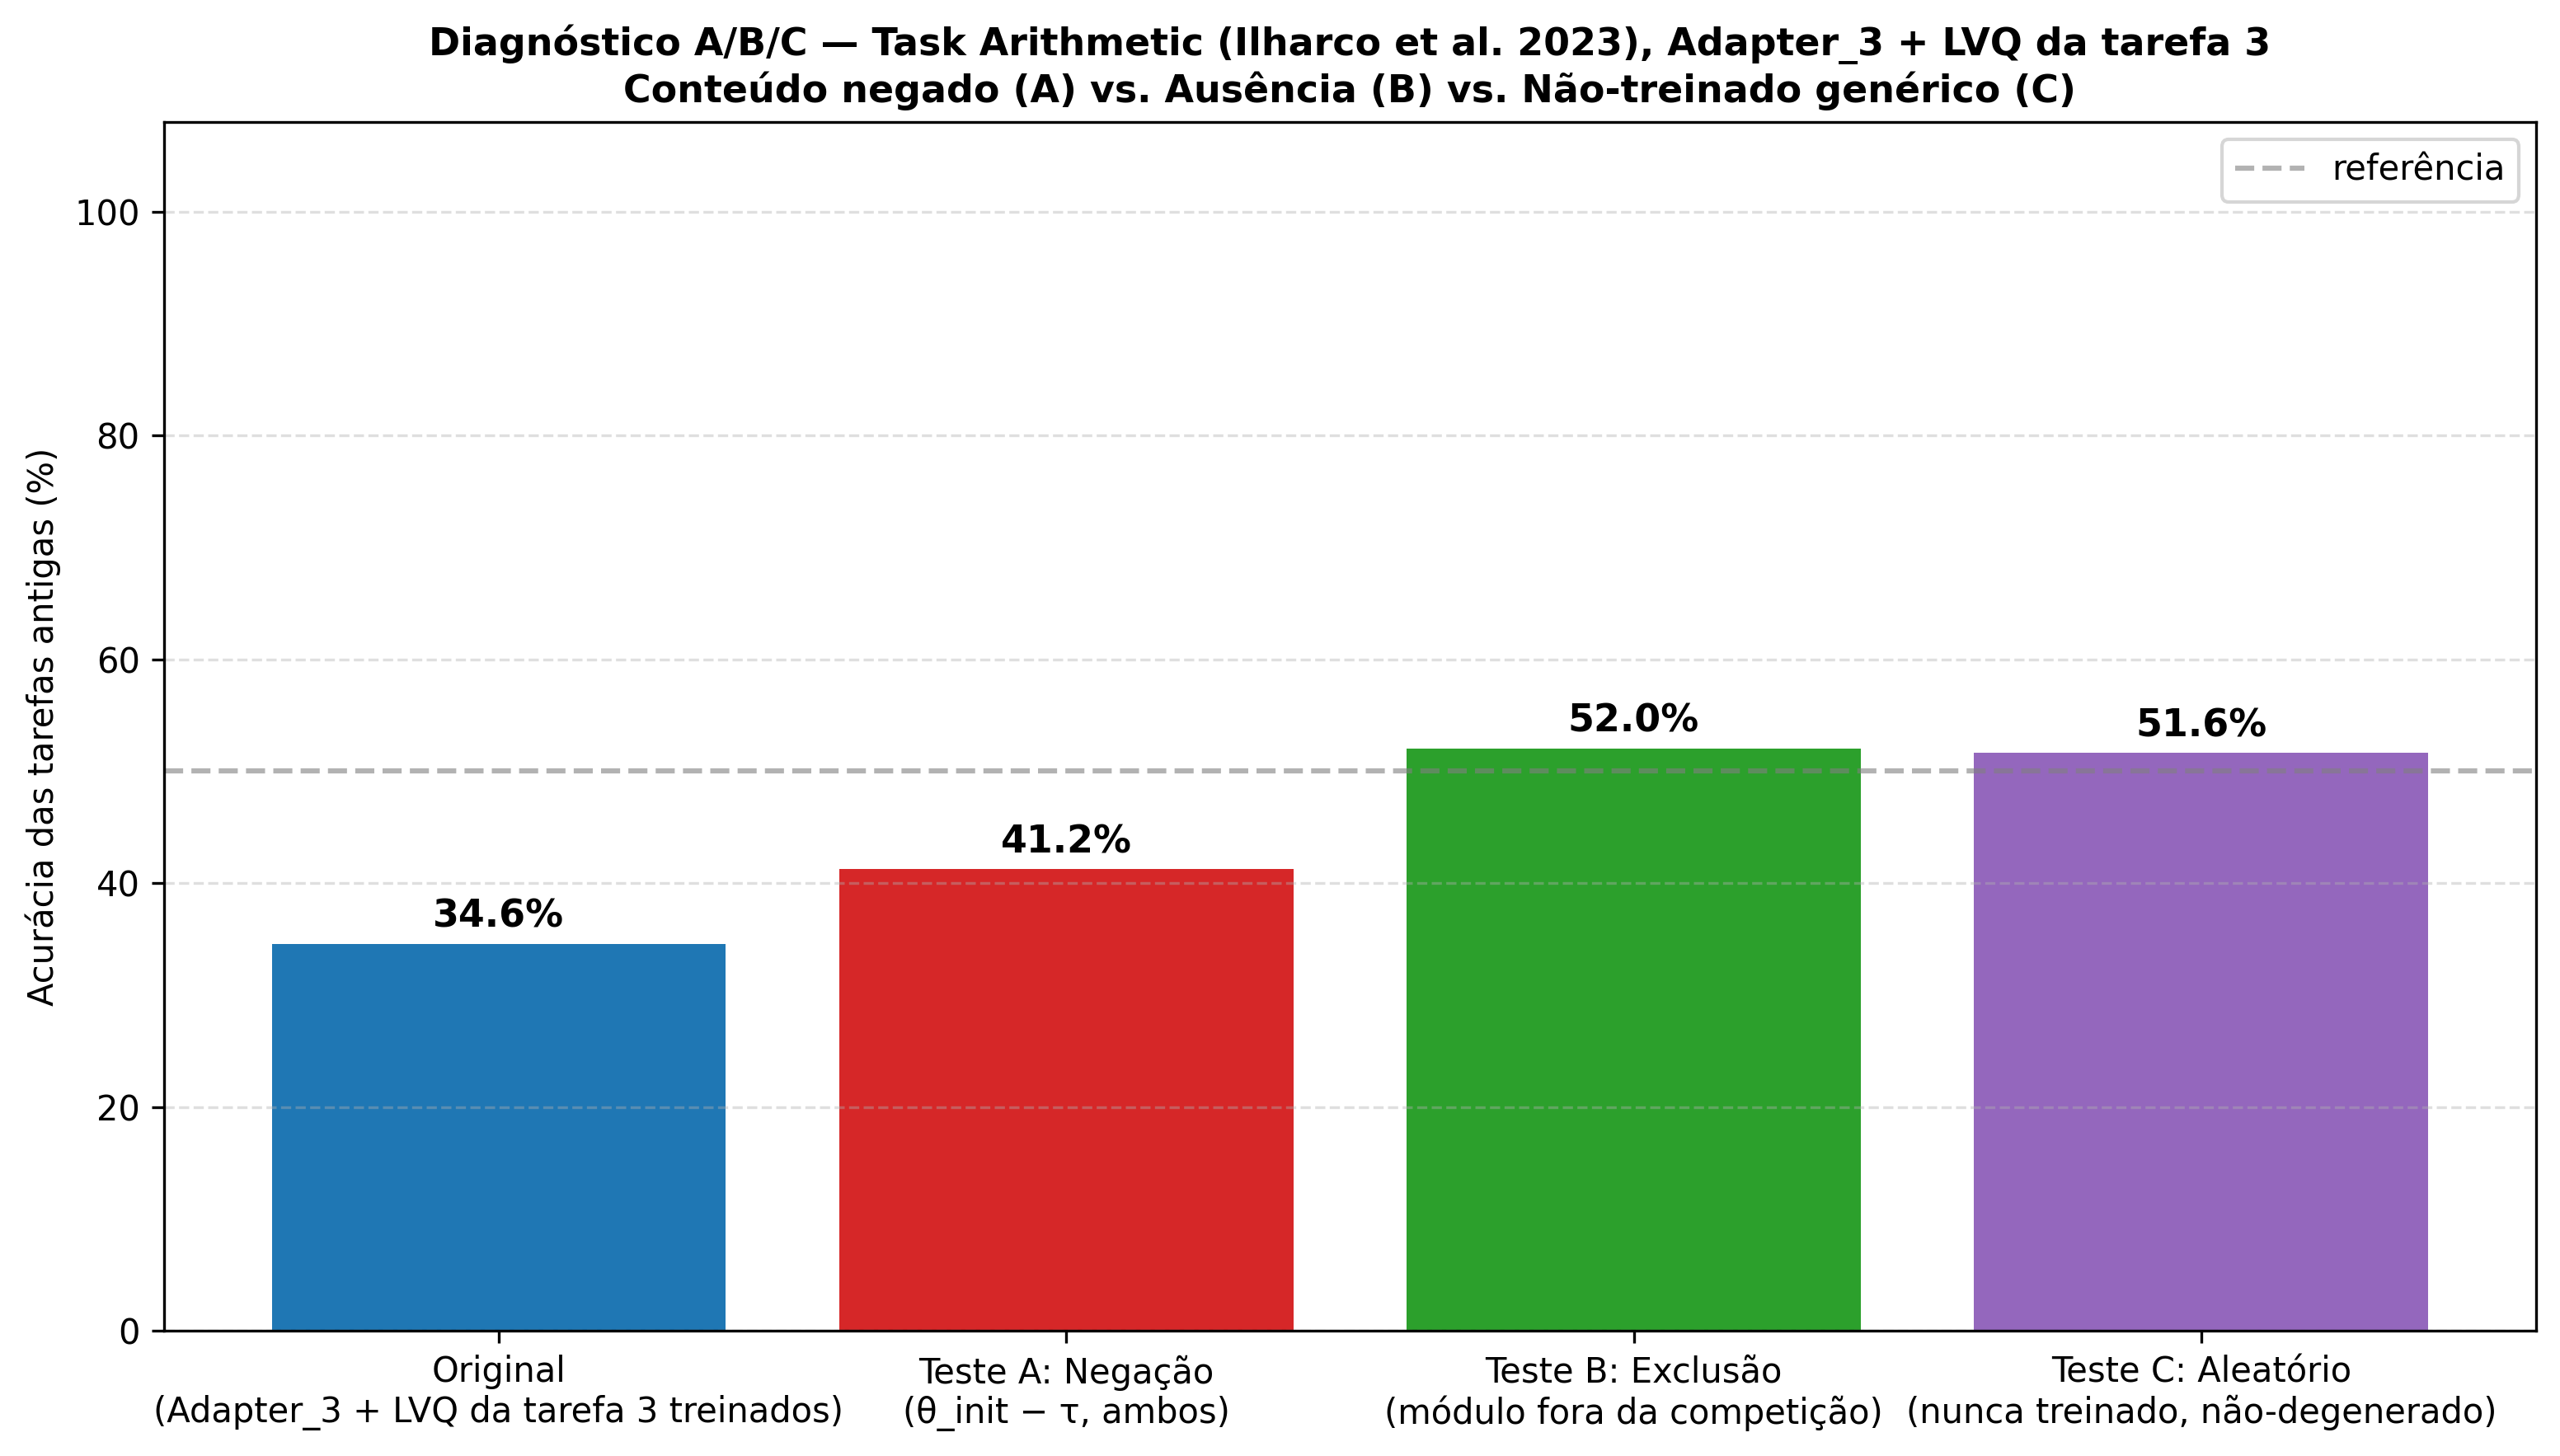 Diagnóstico A/B/C — Task Arithmetic (Ilharco et al. 2023), Adapter_3 + LVQ da tarefa 3
Conteúdo negado (A) vs. Ausência (B) vs. Não-treinado genérico (C)
referência
Acurácia das tarefas antigas (%)
100
80
60
40
20
0
34.6%
41.2%
52.0%
51.6%
Original
(Adapter_3 + LVQ da tarefa 3 treinados)
Teste A: Negação
(θ_init − τ, ambos)
Teste B: Exclusão
(módulo fora da competição)
Teste C: Aleatório
(nunca treinado, não-degenerado)